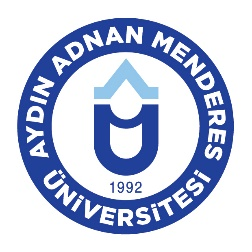 AYDIN ADNAN MENDERES
ÜNİVERSİTESİ
1992